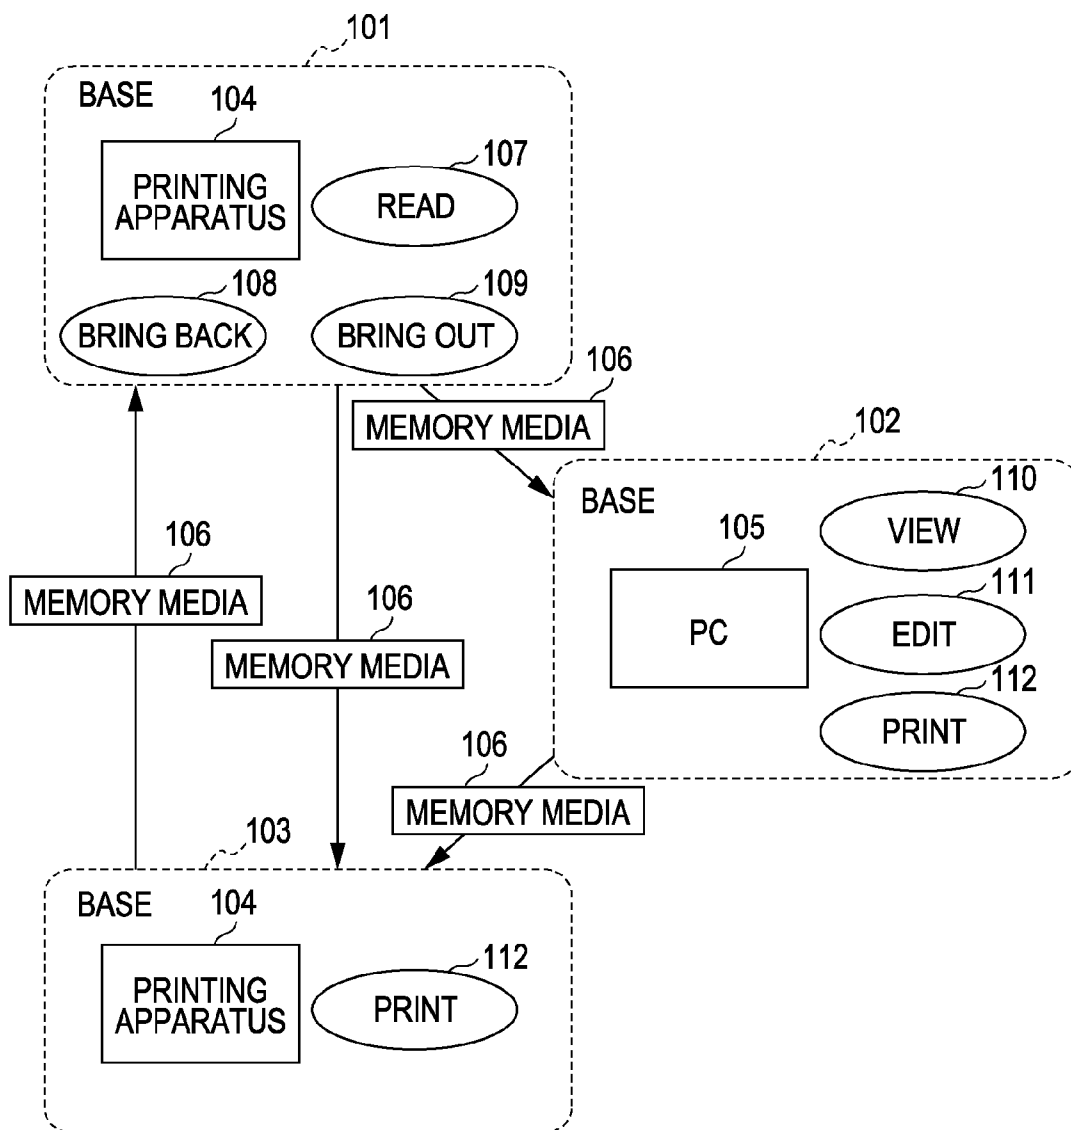 101
BASE
104
PRINTING
APPARATUS
107
READ
108
BRING BACK
109
BRING OUT
106
MEMORY MEDIA
102
BASE
110
VIEW
105
PC
111
EDIT
112
PRINT
106
MEMORY MEDIA
106
MEMORY MEDIA
106
MEMORY MEDIA
103
BASE
104
PRINTING
APPARATUS
112
PRINT